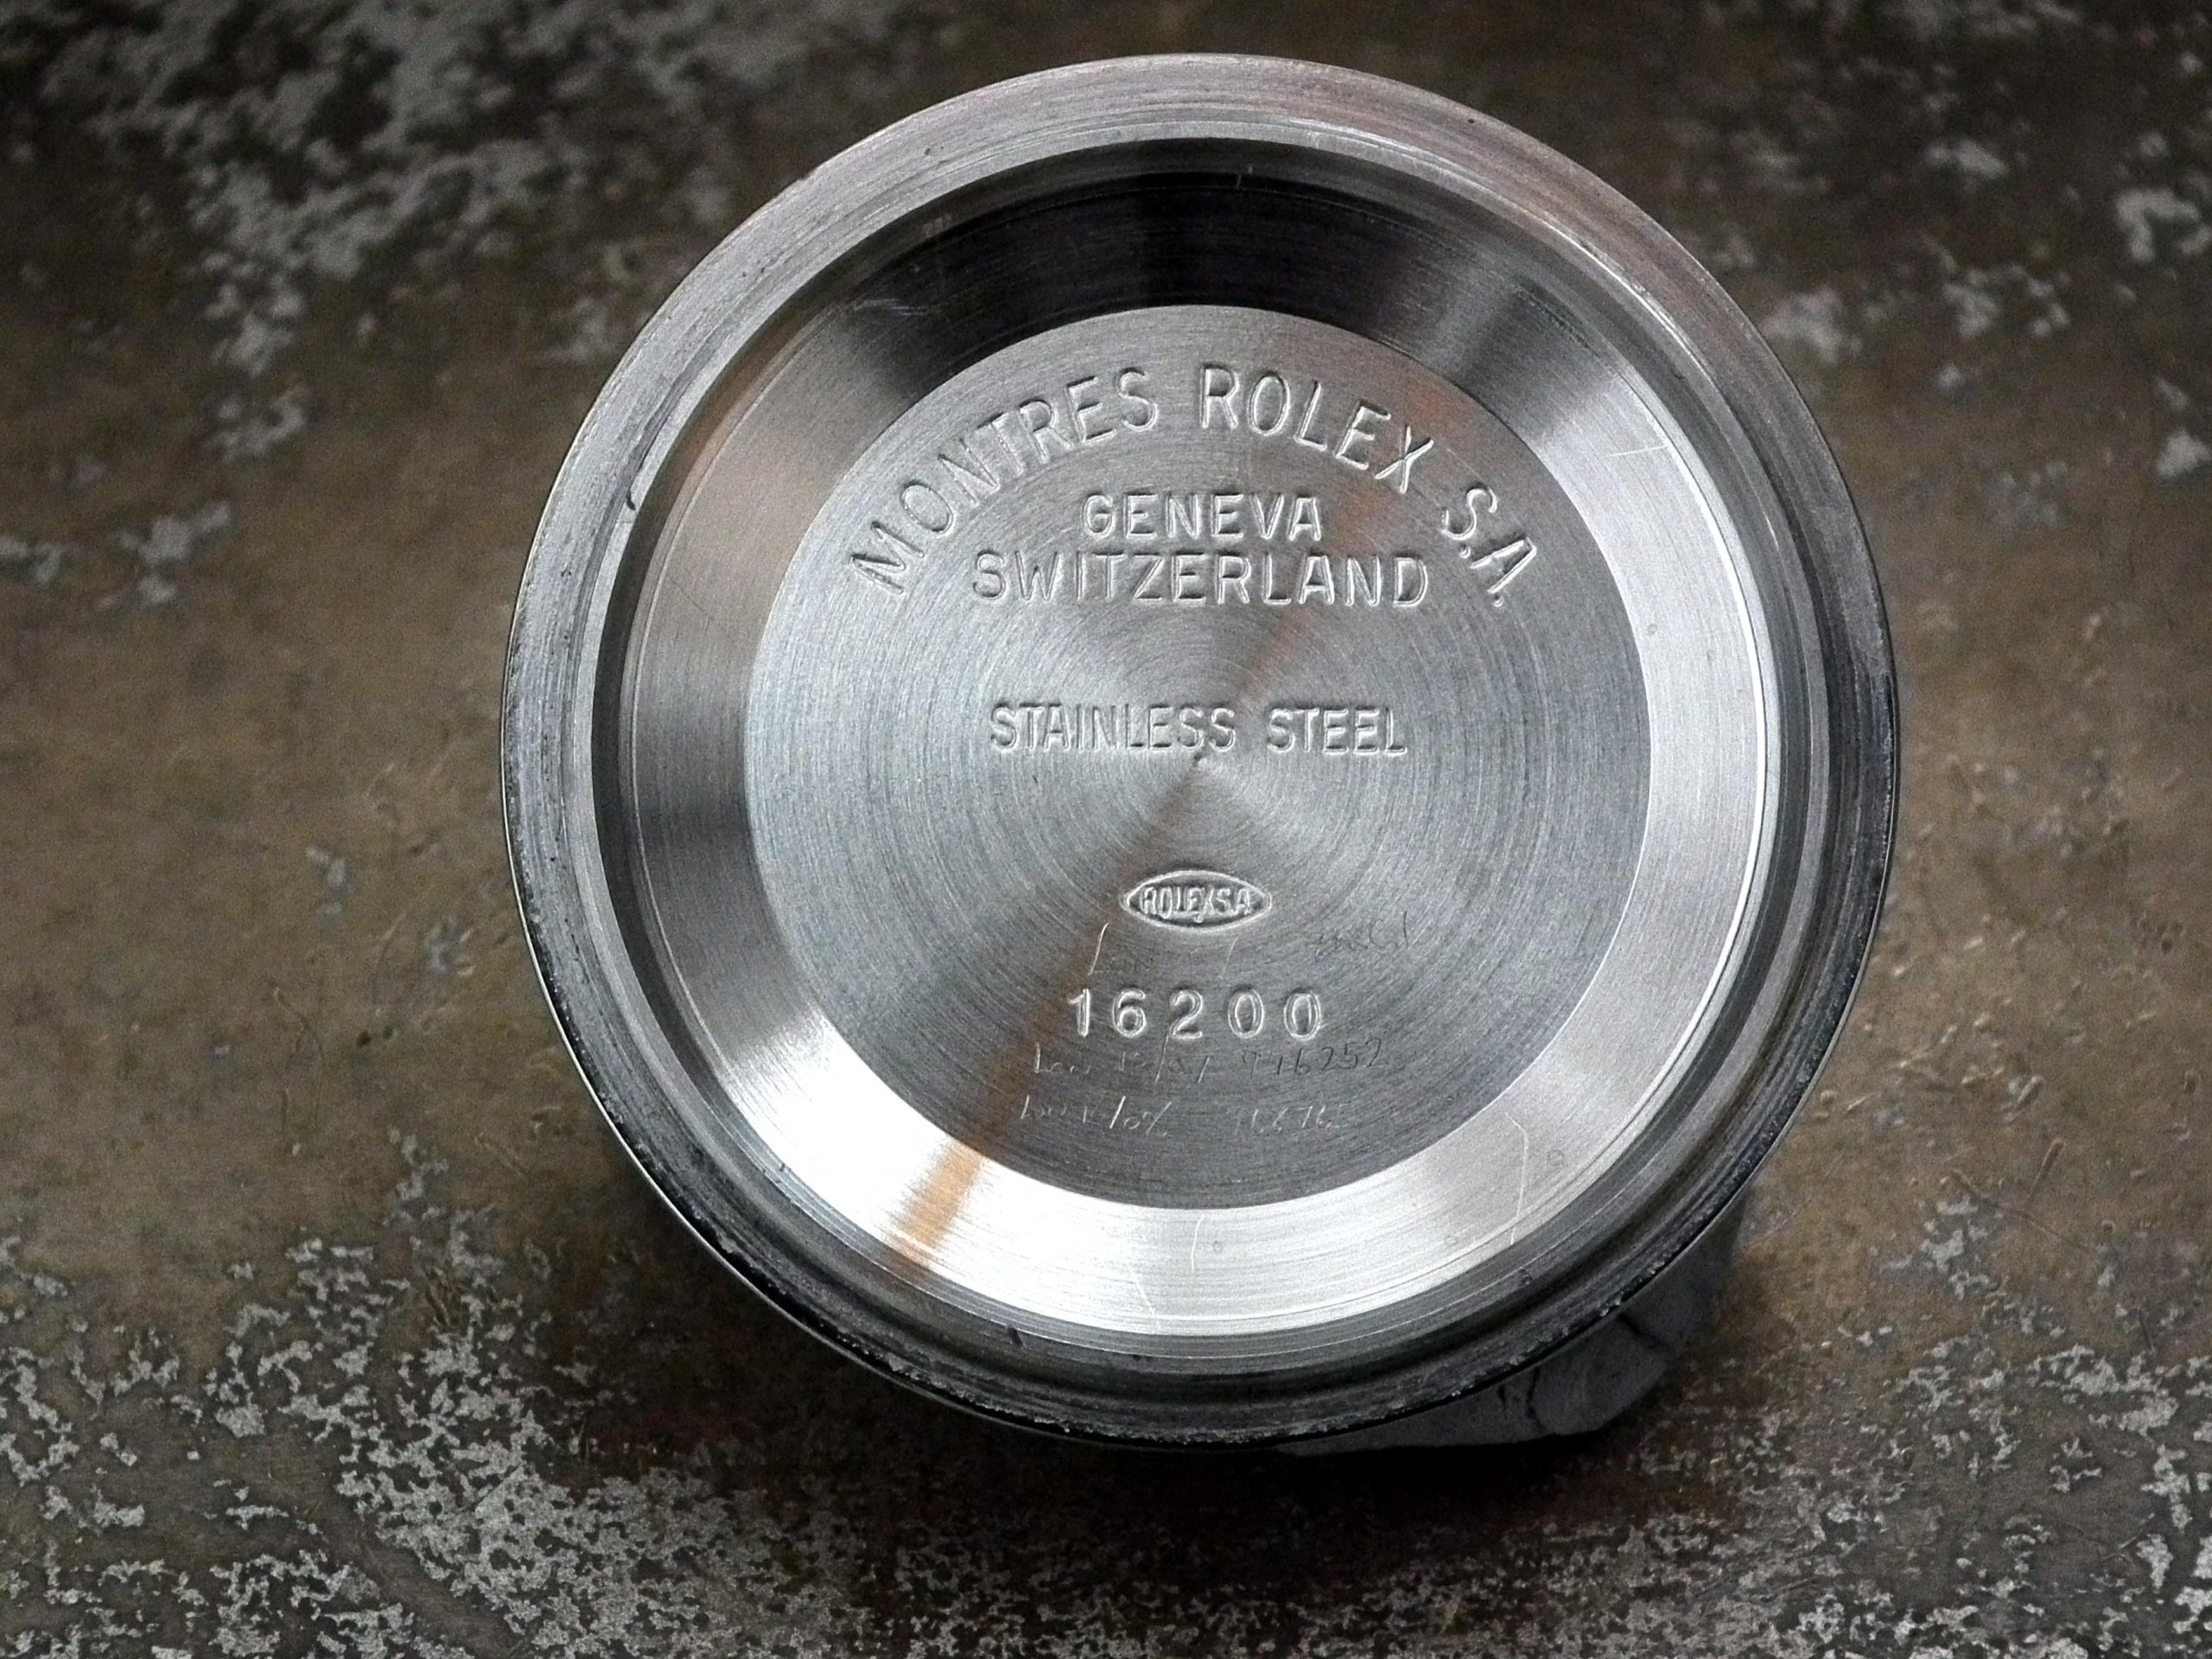 MONTRES ROLEX S.A.
GENEVA
SWITZERLAND
STAINLESS STEEL
ROLEX S.A
16200